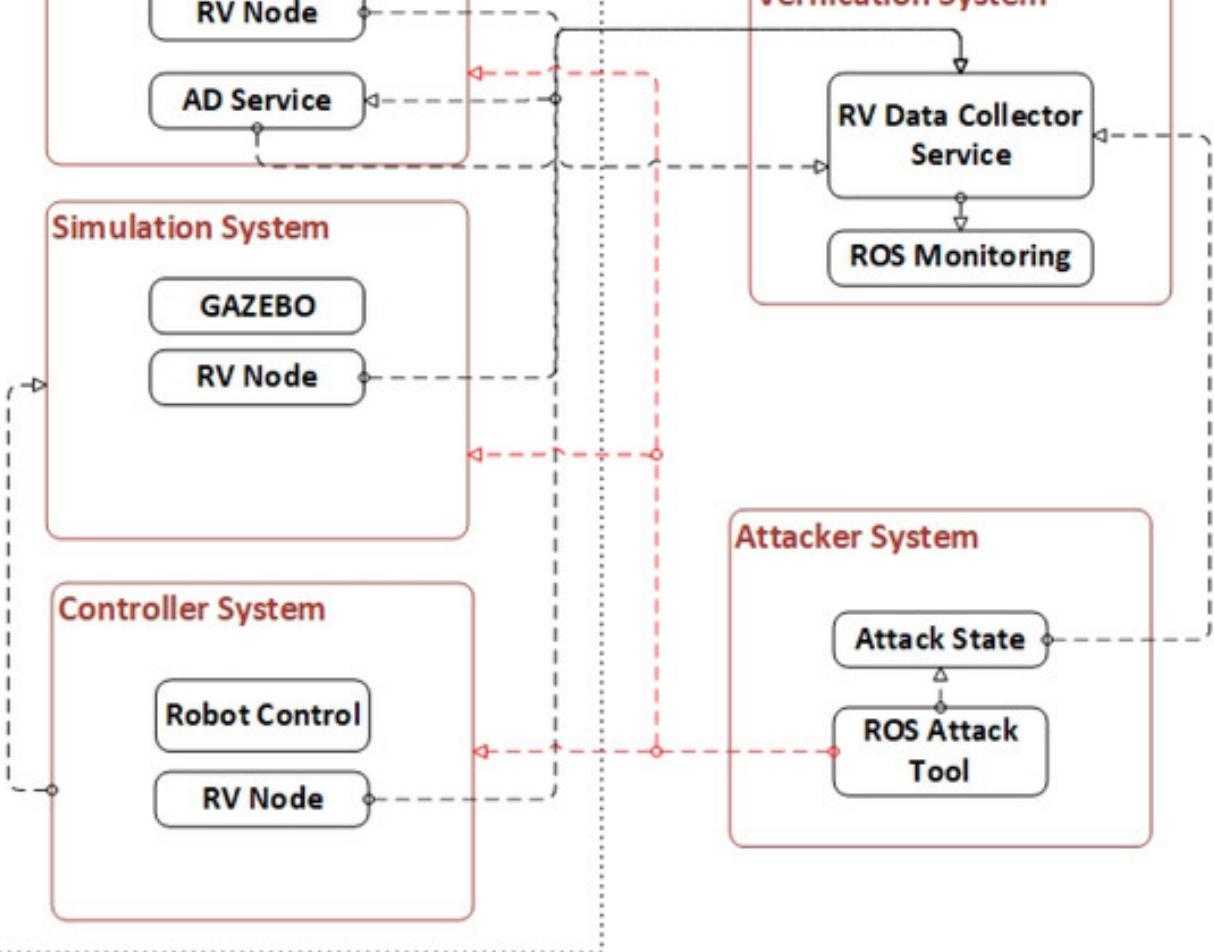 RV Node
AD Service
Verification System
RV Data Collector
Service
ROS Monitoring
Simulation System
GAZEBO
RV Node
Controller System
Robot Control
RV Node
Attacker System
Attack State
ROS Attack
Tool